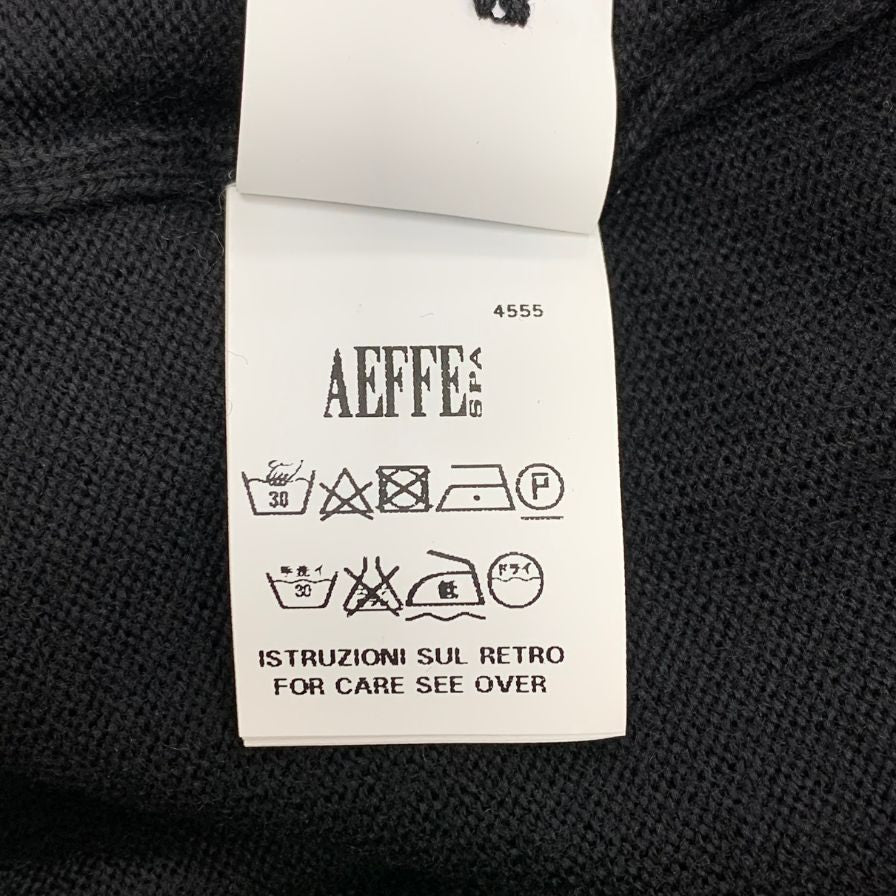 4555
AEFFE SPA
30 P
手洗イ 30 低 ドライ
ISTRUZIONI SUL RETRO
FOR CARE SEE OVER